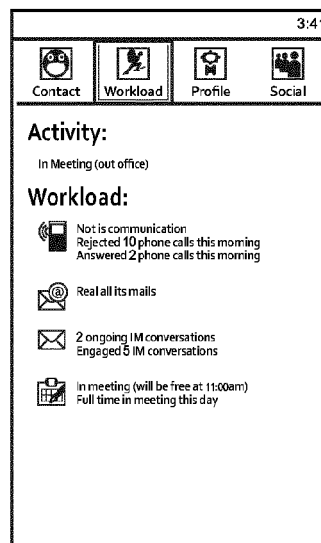 3:41
Contact Workload Profile Social
Activity:
In Meeting (out office)
Workload:
Not is communication
Rejected 10 phone calls this morning
Answered 2 phone calls this morning
Real all its mails
2 ongoing IM conversations
Engaged 5 IM conversations
In meeting (will be free at 11:00am)
Full time in meeting this day